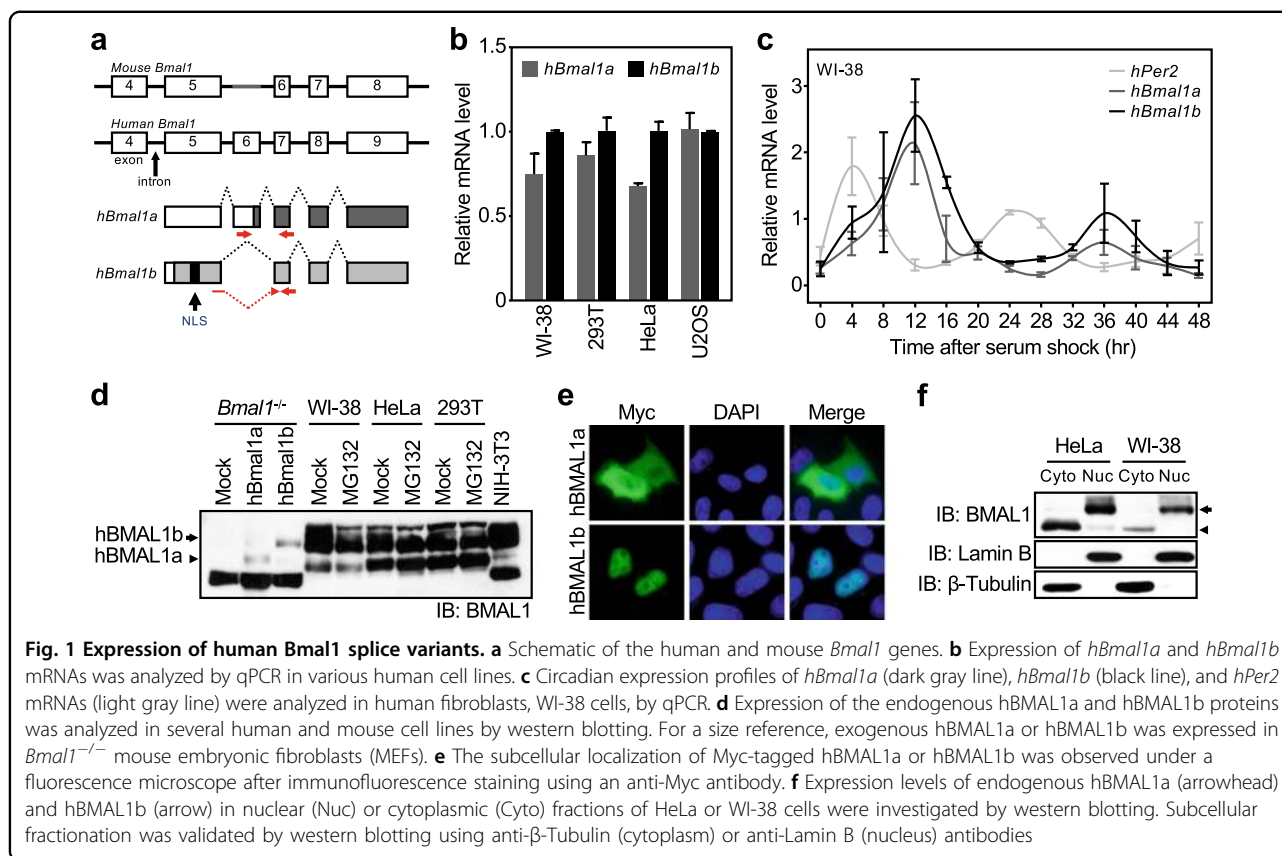 a
Mouse Bmal1
4 5 6 7 8
Human Bmal1
4 5 6 7 8 9
exon
intron
hBmal1a
hBmal1b
NLS
b
1.5
1.0
0.5
0
Relative mRNA level
hBmal1a hBmal1b
WI-38 293T HeLa U2OS
c
WI-38
hPer2
hBmal1a
hBmal1b
3
2
1
0
Relative mRNA level
0 4 8 12 16 20 24 28 32 36 40 44 48
Time after serum shock (hr)
d
Bmal1-/- WI-38 HeLa 293T
Mock hBmal1a hBmal1b Mock MG132 Mock MG132 Mock MG132 NIH-3T3
hBMAL1b
hBMAL1a
IB: BMAL1
e
Myc DAPI Merge
hBMAL1a
hBMAL1b
f
HeLa WI-38
Cyto Nuc Cyto Nuc
IB: BMAL1
IB: Lamin B
IB: β-Tubulin
Fig. 1 Expression of human Bmal1 splice variants. a Schematic of the human and mouse Bmal1 genes. b Expression of hBmal1a and hBmal1b
mRNAs was analyzed by qPCR in various human cell lines. c Circadian expression profiles of hBmal1a (dark gray line), hBmal1b (black line), and hPer2
mRNAs (light gray line) were analyzed in human fibroblasts, WI-38 cells, by qPCR. d Expression of the endogenous hBMAL1a and hBMAL1b proteins
was analyzed in several human and mouse cell lines by western blotting. For a size reference, exogenous hBMAL1a or hBMAL1b was expressed in
Bmal1−/− mouse embryonic fibroblasts (MEFs). e The subcellular localization of Myc-tagged hBMAL1a or hBMAL1b was observed under a
fluorescence microscope after immunofluorescence staining using an anti-Myc antibody. f Expression levels of endogenous hBMAL1a (arrowhead)
and hBMAL1b (arrow) in nuclear (Nuc) or cytoplasmic (Cyto) fractions of HeLa or WI-38 cells were investigated by western blotting. Subcellular
fractionation was validated by western blotting using anti-β-Tubulin (cytoplasm) or anti-Lamin B (nucleus) antibodies